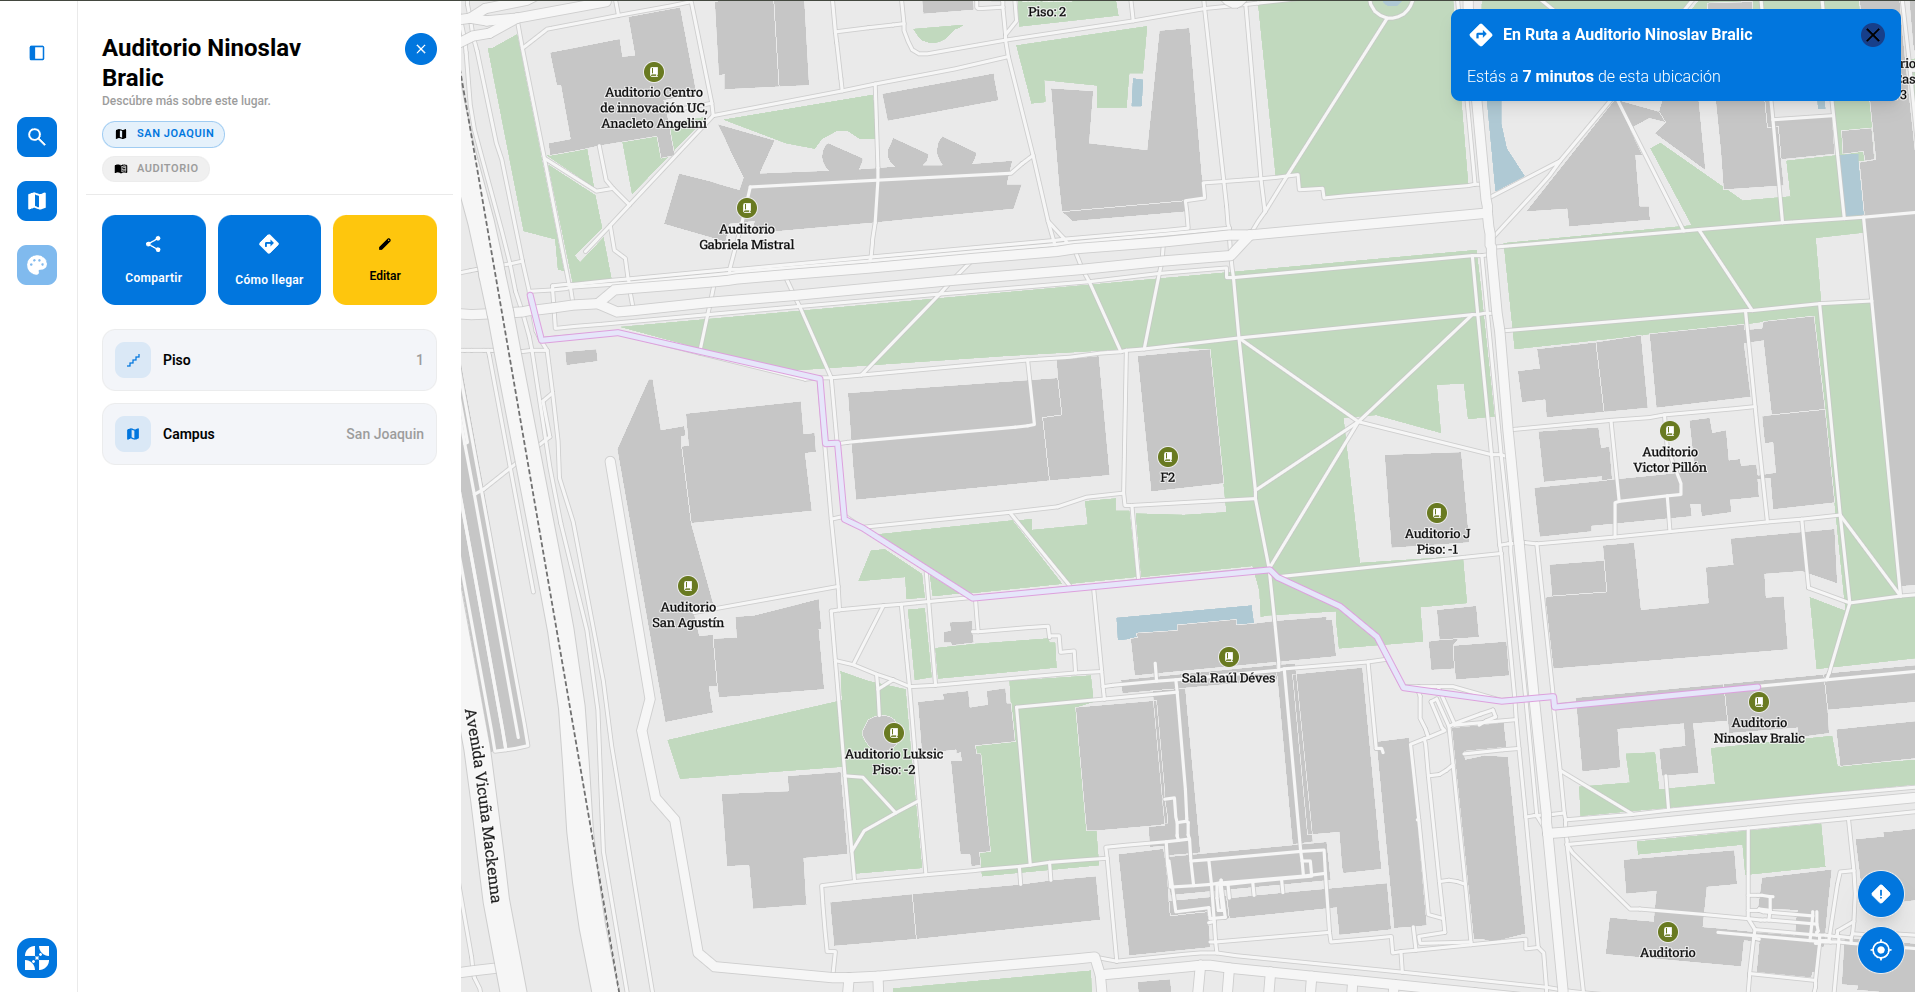 Auditorio Ninoslav
Bralic
Descúbre más sobre este lugar.
SAN JOAQUIN
AUDITORIO
Compartir
Cómo llegar
Editar
Piso
1
Campus
San Joaquin
En Ruta a Auditorio Ninoslav Bralic
Estás a 7 minutos de esta ubicación
Piso: 2
Auditorio Centro
de innovación UC,
Anacleto Angelini
Auditorio
Gabriela Mistral
F2
Auditorio
Victor Pillón
Auditorio J
Piso: -1
Auditorio
San Agustín
Sala Raúl Déves
Auditorio Luksic
Piso: -2
Auditorio
Ninoslav Bralic
Avenida Vicuña Mackenna
Auditorio